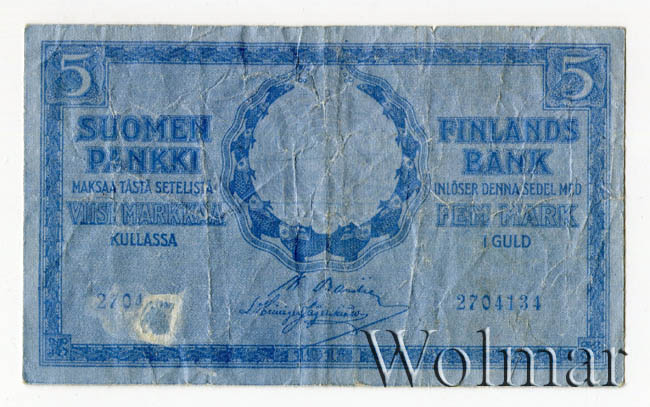 5
5
SUOMEN
PANKKI
MAKSAA TÄSTÄ SETELISTÄ
VIISI MARKKAA
KULLASSA
FINLANDS
BANK
INLÖSER DENNA SEDEL MED
FEM MARK
I GULD
2704134
Wolmar